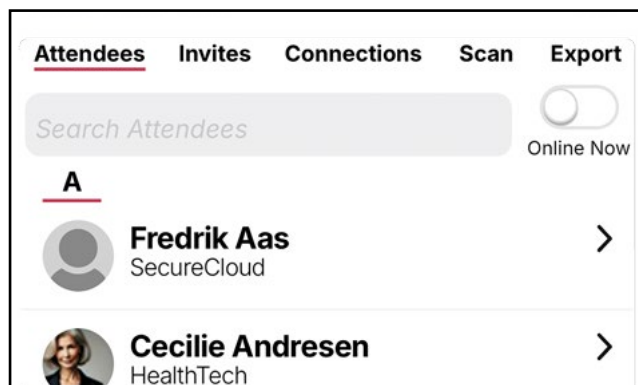 Attendees Invites Connections Scan Export
Search Attendees
Online Now
A
Fredrik Aas
SecureCloud
Cecilie Andresen
HealthTech